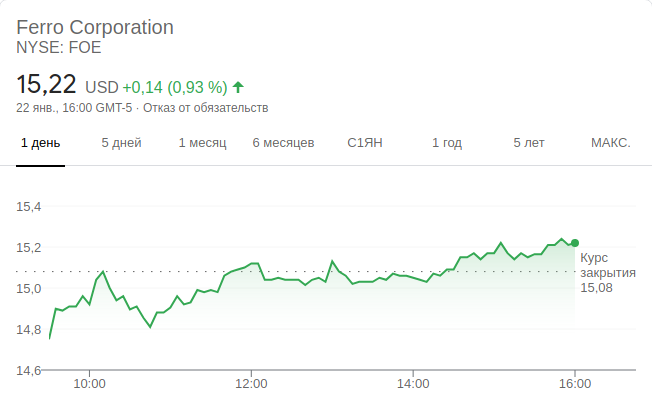 Ferro Corporation
NYSE: FOE
15,22 USD +0,14 (0,93 %)
22 янв., 16:00 GMT-5 · Отказ от обязательств
1 день 5 дней 1 месяц 6 месяцев С1ЯН 1 год 5 лет МАКС.
15,4
15,2
Курс
закрытия
15,08
15,0
14,8
14,6
10:00 12:00 14:00 16:00